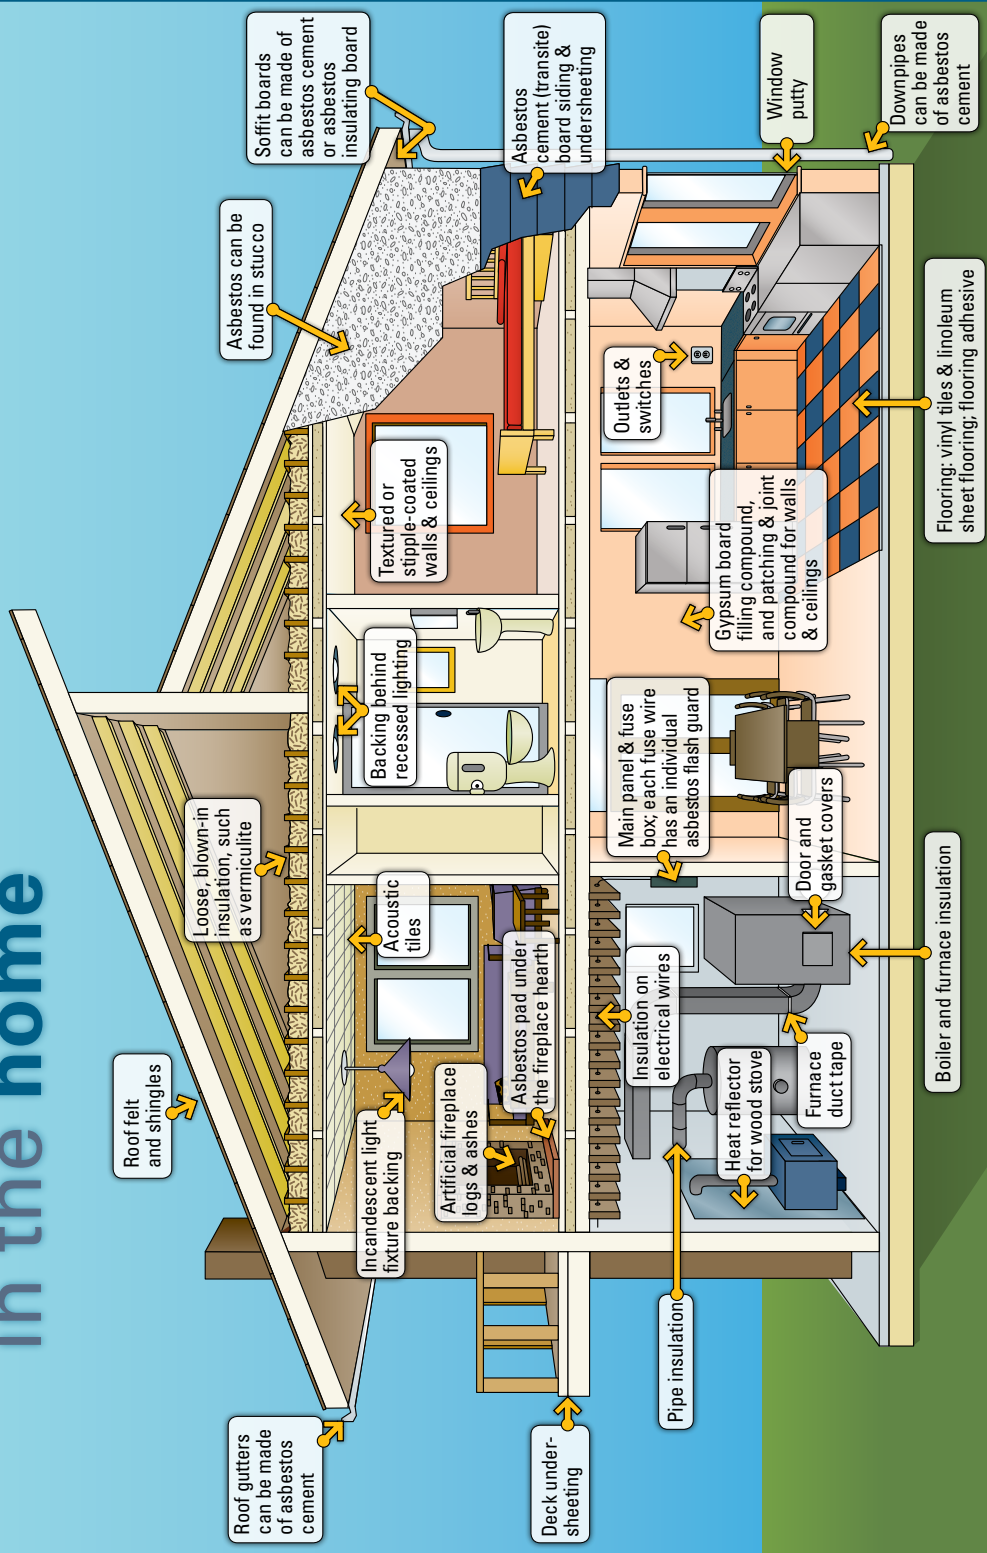 in the home
Roof gutters
can be made
of asbestos
cement
Roof felt
and shingles
Loose, blown-in
insulation, such
as vermiculite
Asbestos can be
found in stucco
Soffit boards
can be made of
asbestos cement
or asbestos
insulating board
Deck under-
sheeting
Incandescent light
fixture backing
Artificial fireplace
logs & ashes
Asbestos pad under
the fireplace hearth
Acoustic
tiles
Backing behind
recessed lighting
Textured or
stipple-coated
walls & ceilings
Asbestos
cement (transite)
board siding &
undersheeting
Pipe insulation
Heat reflector
for wood stove
Insulation on
electrical wires
Furnace
duct tape
Main panel & fuse
box; each fuse wire
has an individual
asbestos flash guard
Door and
gasket covers
Gypsum board
filling compound,
and patching & joint
compound for walls
& ceilings
Outlets &
switches
Window
putty
Downpipes
can be made
of asbestos
cement
Boiler and furnace insulation
Flooring: vinyl tiles & linoleum
sheet flooring; flooring adhesive